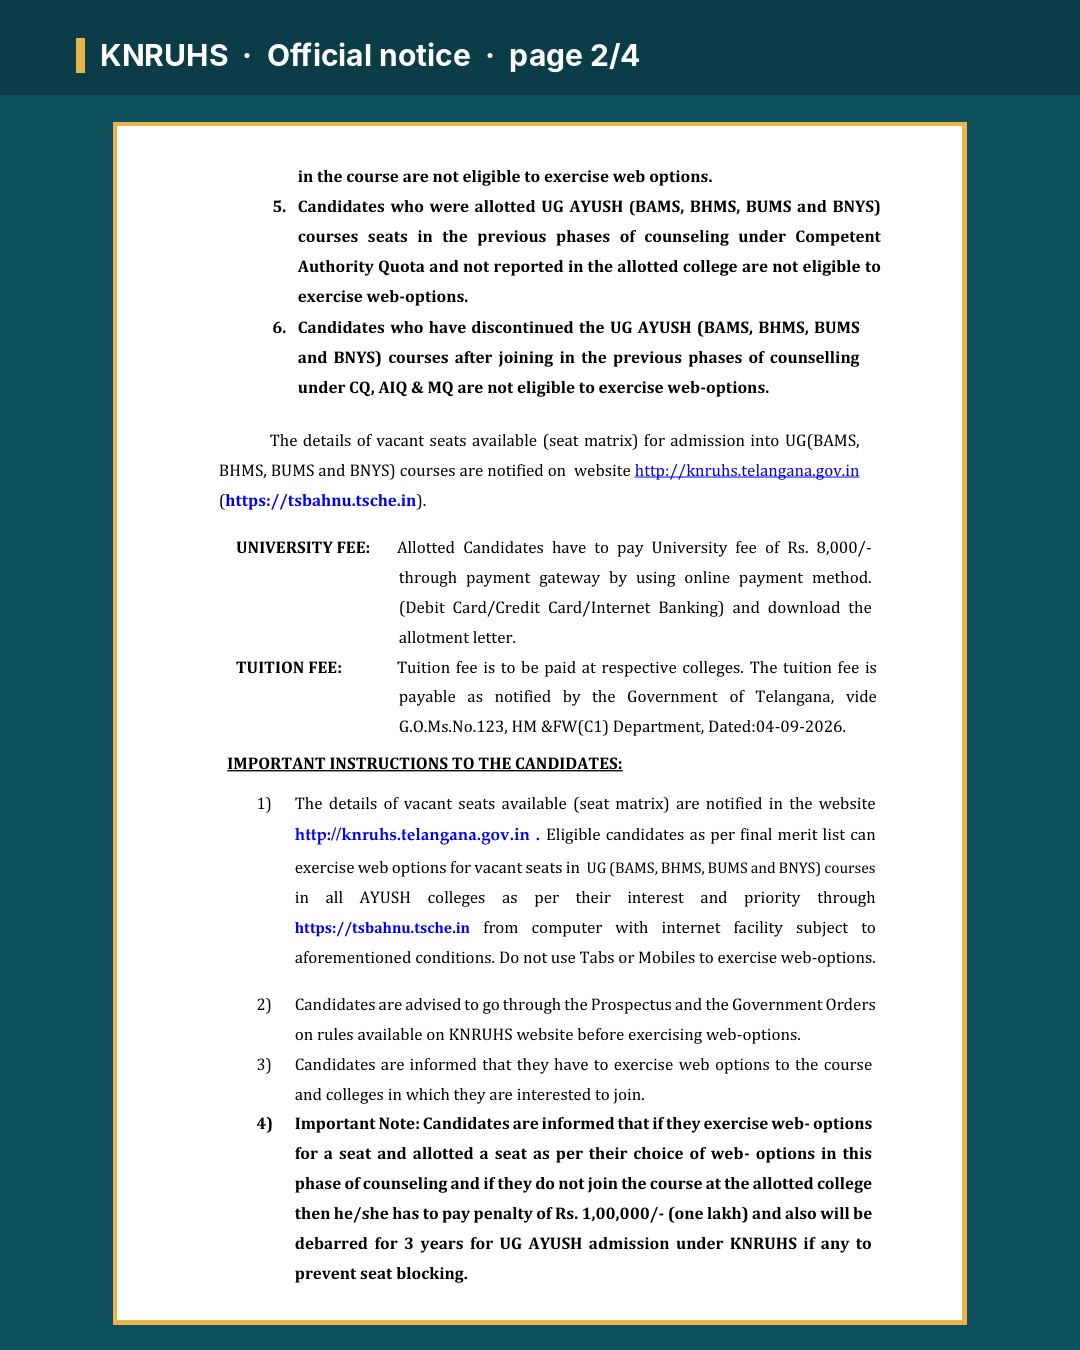 KNRUHS · Official notice · page 2/4
in the course are not eligible to exercise web options.
5. Candidates who were allotted UG AYUSH (BAMS, BHMS, BUMS and BNYS)
courses seats in the previous phases of counseling under Competent
Authority Quota and not reported in the allotted college are not eligible to
exercise web-options.
6. Candidates who have discontinued the UG AYUSH (BAMS, BHMS, BUMS
and BNYS) courses after joining in the previous phases of counselling
under CQ, AIQ & MQ are not eligible to exercise web-options.
The details of vacant seats available (seat matrix) for admission into UG(BAMS,
BHMS, BUMS and BNYS) courses are notified on website http://knruhs.telangana.gov.in
(https://tsbahnu.tsche.in).
UNIVERSITY FEE: Allotted Candidates have to pay University fee of Rs. 8,000/-
through payment gateway by using online payment method.
(Debit Card/Credit Card/Internet Banking) and download the
allotment letter.
TUITION FEE: Tuition fee is to be paid at respective colleges. The tuition fee is
payable as notified by the Government of Telangana, vide
G.O.Ms.No.123, HM &FW(C1) Department, Dated:04-09-2026.
IMPORTANT INSTRUCTIONS TO THE CANDIDATES:
1) The details of vacant seats available (seat matrix) are notified in the website
http://knruhs.telangana.gov.in . Eligible candidates as per final merit list can
exercise web options for vacant seats in UG (BAMS, BHMS, BUMS and BNYS) courses
in all AYUSH colleges as per their interest and priority through
https://tsbahnu.tsche.in from computer with internet facility subject to
aforementioned conditions. Do not use Tabs or Mobiles to exercise web-options.
2) Candidates are advised to go through the Prospectus and the Government Orders
on rules available on KNRUHS website before exercising web-options.
3) Candidates are informed that they have to exercise web options to the course
and colleges in which they are interested to join.
4) Important Note: Candidates are informed that if they exercise web- options
for a seat and allotted a seat as per their choice of web- options in this
phase of counseling and if they do not join the course at the allotted college
then he/she has to pay penalty of Rs. 1,00,000/- (one lakh) and also will be
debarred for 3 years for UG AYUSH admission under KNRUHS if any to
prevent seat blocking.